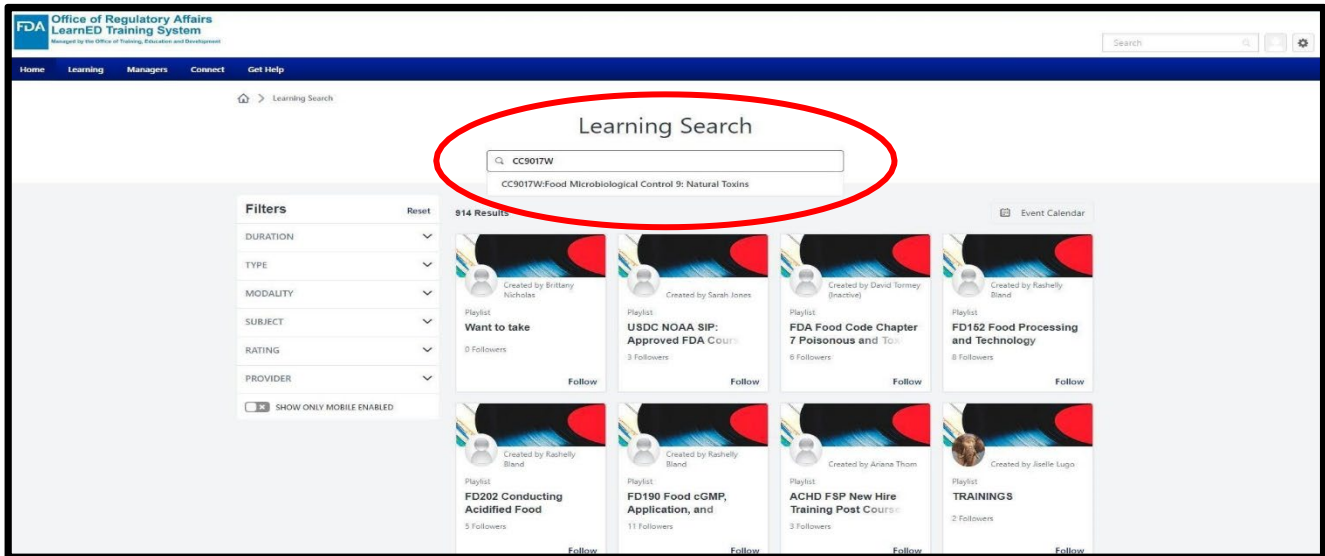 FDA
Office of Regulatory Affairs
LearnED Training System
Managed by the Office of Training, Education and Development
Search
Home Learning Managers Connect Get Help
> Learning Search
Learning Search
CC9017W
CC9017W:Food Microbiological Control 9: Natural Toxins
Filters Reset
914 Results
Event Calendar
DURATION
TYPE
MODALITY
SUBJECT
RATING
PROVIDER
SHOW ONLY MOBILE ENABLED
Created by Brittany
Nicholas
Playlist
Want to take
0 Followers
Follow
Created by Sarah Jones
Playlist
USDC NOAA SIP:
Approved FDA Cours
3 Followers
Follow
Created by David Tormey
(Inactive)
Playlist
FDA Food Code Chapter
7 Poisonous and Tox
6 Followers
Follow
Created by Rashelly
Bland
Playlist
FD152 Food Processing
and Technology
8 Followers
Follow
Created by Rashelly
Bland
Playlist
FD202 Conducting
Acidified Food
5 Followers
Follow
Created by Rashelly
Bland
Playlist
FD190 Food cGMP,
Application, and
11 Followers
Follow
Created by Ariana Thom
Playlist
ACHD FSP New Hire
Training Post Course
3 Followers
Follow
Created by Jiselle Lugo
Playlist
TRAININGS
2 Followers
Follow